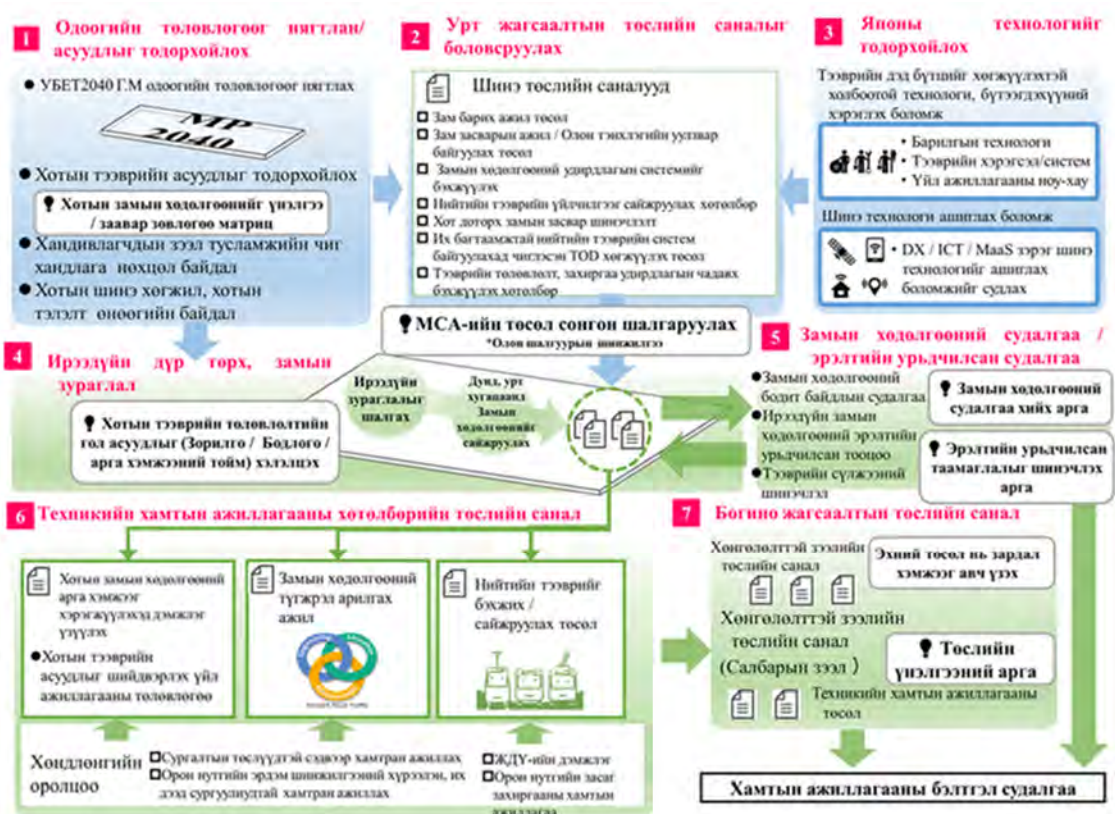 1 Одоогийн төлөвлөгөөг нягтлан/
асуудлыг тодорхойлох
● УБЕТ2040 Г.М одоогийн төлөвлөгөөг нягтлах
MP
2040
● Хотын тээврийн асуудлыг тодорхойлох
Хотын замын хөдөлгөөнийг үнэлгээ
/ заавар зөвлөгөө матриц
● Хандивлагчдын зээл тусламжийн чиг
хандлага нөхцөл байдал
● Хотын шинэ хөгжил, хотын
тэлэлт өнөөгийн байдал
2 Урт жагсаалтын төслийн саналыг
боловсруулах
Шинэ төслийн саналууд
☐ Зам барих ажил төсөл
☐ Зам засварын ажил / Олон түвшлэгийн уулзвар
байгуулах төсөл
☐ Замын хөдөлгөөний удирдлагын системийг
бэхжүүлэх
☐ Нийтийн тээврийн үйлчилгээг сайжруулах хөтөлбөр
☐ Хот доторх замын засвар шинэчлэлт
☐ Их багтаамжтай нийтийн тээврийн систем
байгуулахад чиглэсэн TOD хөгжүүлэх төсөл
☐ Тээврийн төлөвлөлт, захиргаа удирдлагын чадавх
бэхжүүлэх хөтөлбөр
MCA-ийн төсөл сонгон шалгаруулах
*Олон шалгуурын шинжилгээ
3 Японы технологийг
тодорхойлох
Тээврийн дэд бүтцийг хөгжүүлэхтэй
холбоотой технологи, бүтээгдэхүүний
хэрэглэх боломж
• Барилгын технологи
• Тээврийн хэрэгсэл/систем
• Үйл ажиллагааны ноу-хау
Шинэ технологи ашиглах боломж
• DX / ICT / MaaS зэрэг шинэ
технологийг ашиглах
боломжийг судлах
4 Ирээдүйн дүр төрх, замын
зураглал
Хотын тээврийн төлөвлөлтийн
гол асуудлыг (Зорилго / Бодлого /
арга хэмжээний тойм) хэлэлцэх
Ирээдүйн
зураглалыг
шалгах
Дунд, урт
хугацаанд
Замын
хөдөлгөөнийг
сайжруулах
5 Замын хөдөлгөөний судалгаа /
эрэлтийн урьдчилсан судалгаа
●Замын хөдөлгөөний
бодит байдлын судалгаа
●Ирээдүйн замын
хөдөлгөөний эрэлтийн
урьдчилсан тооцоо
●Тээврийн сүлжээний
шинэчлэл
Замын хөдөлгөөний
судалгаа хийх арга
Эрэлтийн урьдчилсан
таамаглалыг шинэчлэх
арга
6 Техникийн хамтын ажиллагааны хөтөлбөрийн төслийн санал
Хотын замын хөдөлгөөний
арга хэмжээг
хэрэгжүүлэхэд дэмжлэг
үзүүлэх
●Хотын тээврийн
асуудлыг шийдвэрлэх үйл
ажиллагааны төлөвлөгөө
Замын хөдөлгөөний
түгжрэл арилгах
ажил
Нийтийн тээврийг
бэхжих /
сайжруулах төсөл
Хөндлөнгийн
оролцоо
☐Сургалтын төслүүдтэй сэдвээр хамтран ажиллах
☐Орон нутгийн эрдэм шинжилгээний хүрээлэн, их
дээд сургуулиудтай хамтран ажиллах
☐ЖДҮ-ийн дэмжлэг
☐Орон нутгийн засаг
захиргааны хамтын
ажиллагаа
7 Богино жагсаалтын төслийн санал
Хөнгөлөлттэй зээлийн
төслийн санал
Эхний төсөл нь зардал
хэмжээг авч үзэх
Хөнгөлөлттэй зээлийн
төслийн санал
(Салбарын зээл )
Төслийн
үнэлгээний арга
Техникийн хамтын ажиллагааны
төсөл
Хамтын ажиллагааны бэлтгэл судалгаа